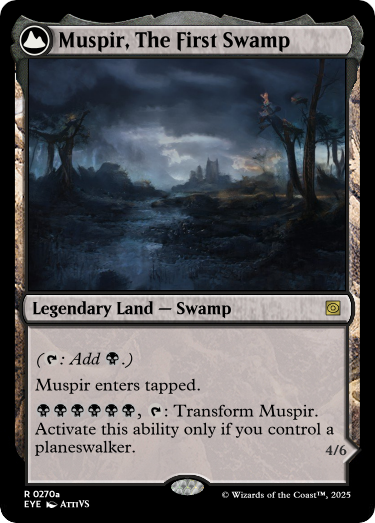 Muspir, The First Swamp
Legendary Land — Swamp
(: Add .)
Muspir enters tapped.
, : Transform Muspir.
Activate this ability only if you control a
planeswalker.
4/6
R 0270a
EYE AttiVS
© Wizards of the Coast™, 2025